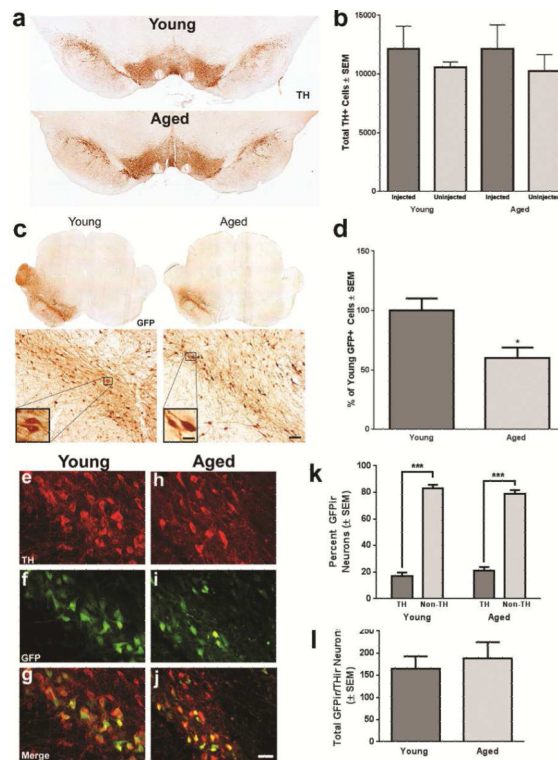 a
Young
TH
Aged
b
Total TH+ Cells ± SEM
15000
10000
5000
0
Injected Uninjected Injected Uninjected
Young Aged
c
Young Aged
GFP
d
% of Young GFP+ Cells ± SEM
150
100
50
0
*
Young Aged
Young Aged
e
TH
h
f
GFP
i
g
Merge
j
k
Percent GFPir
Neurons (± SEM)
100
80
60
40
20
0
*** ***
TH Non-TH TH Non-TH
Young Aged
l
Total GFPir/THir Neurons
(± SEM)
250
200
150
100
50
0
Young Aged